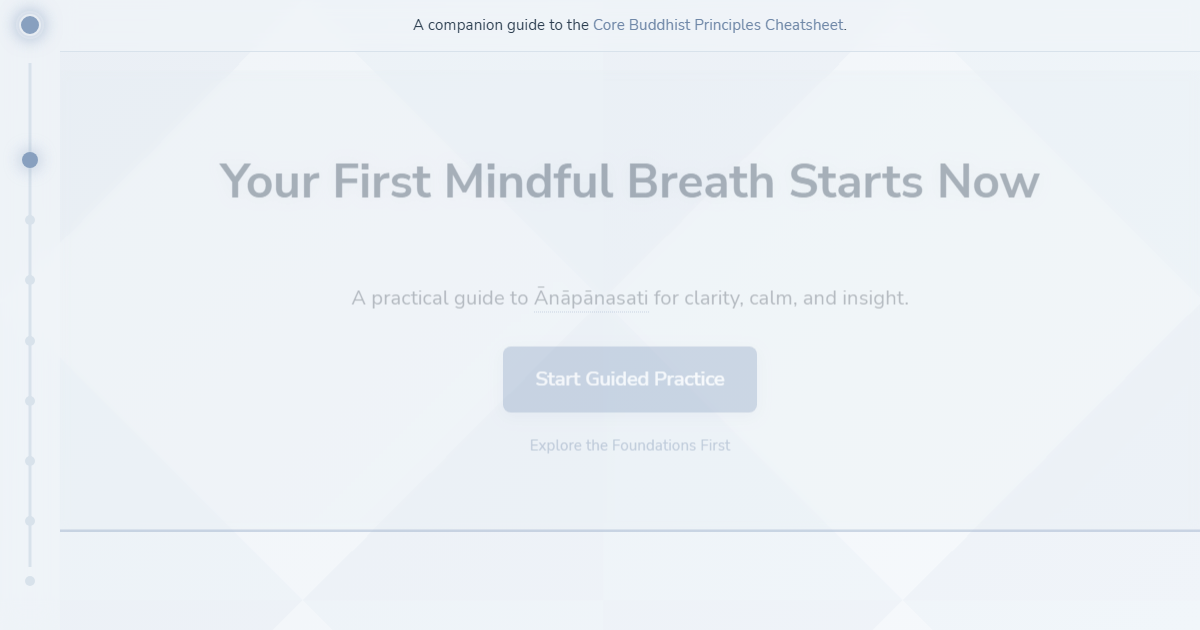 A companion guide to the Core Buddhist Principles Cheatsheet.
Your First Mindful Breath Starts Now
A practical guide to Ānāpānasati for clarity, calm, and insight.
Start Guided Practice
Explore the Foundations First